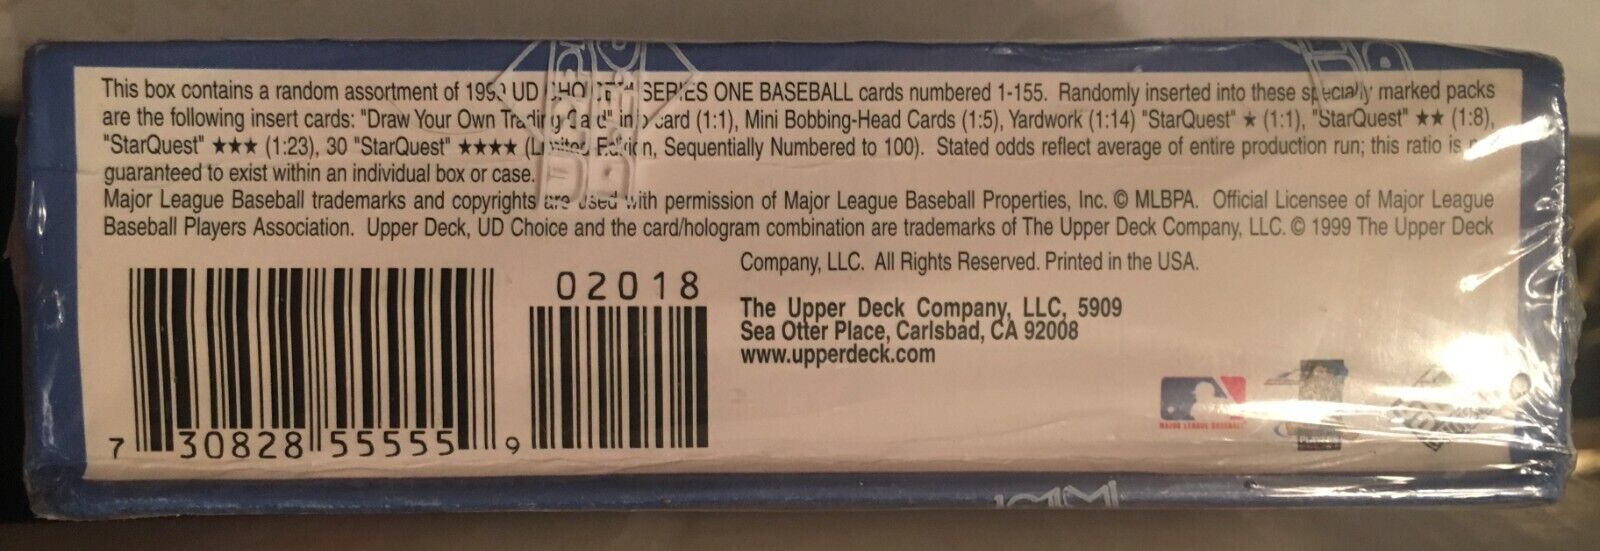 This box contains a random assortment of UD SERIES ONE BASEBALL cards numbered 1-155. Randomly inserted into these specially marked packs
are the following insert cards: "Draw Your Own Trading Card" info card (1:1), Mini Bobbing-Head Cards (1:5), Yardwork (1:14) "StarQuest" ★ (1:1), "StarQuest" ★★ (1:8),
"StarQuest" ★★★ (1:23), 30 "StarQuest" ★★★★ (Limited Edition, Sequentially Numbered to 100). Stated odds reflect average of entire production run; this ratio is
guaranteed to exist within an individual box or case.
Major League Baseball trademarks and copyrights are used with permission of Major League Baseball Properties, Inc. © MLBPA. Official Licensee of Major League
Baseball Players Association. Upper Deck, UD Choice and the card/hologram combination are trademarks of The Upper Deck Company, LLC. © 1999 The Upper Deck
Company, LLC. All Rights Reserved. Printed in the USA.
02018
The Upper Deck Company, LLC, 5909
Sea Otter Place, Carlsbad, CA 92008
www.upperdeck.com
MAJOR LEAGUE BASEBALL
7 30828 55555 9